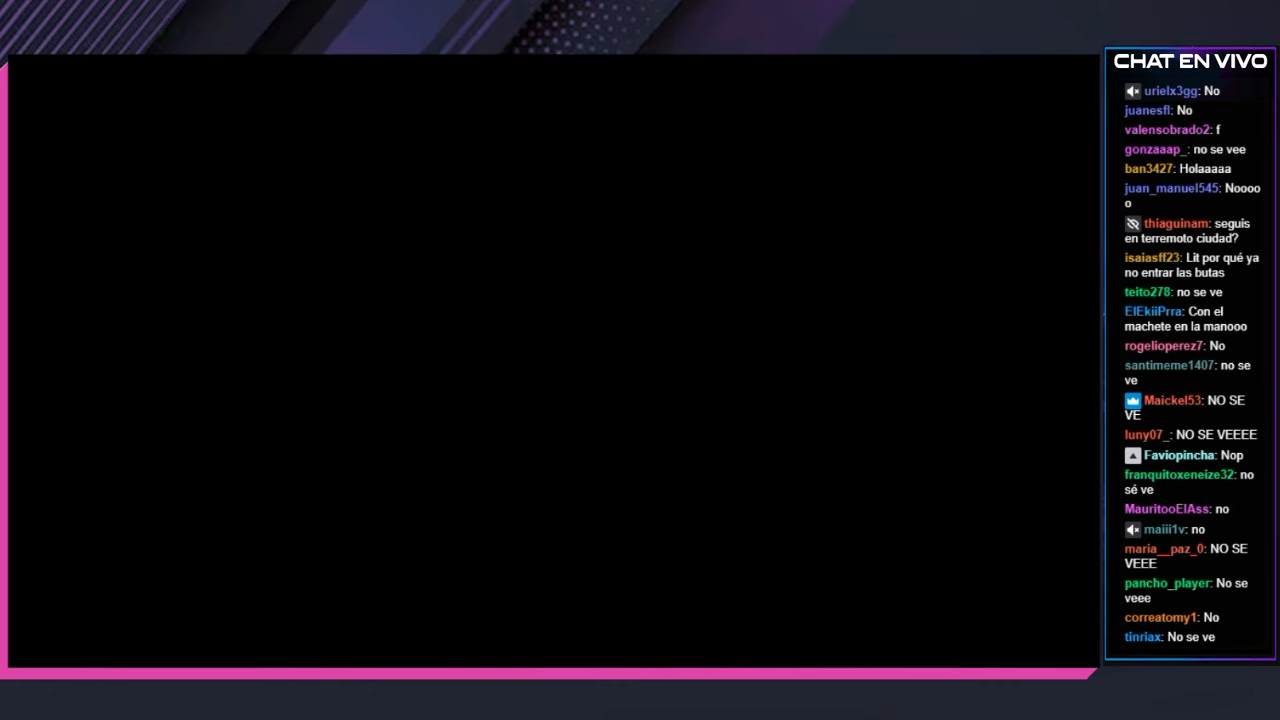 CHAT EN VIVO
urielx3gg: No
juanesfl: No
valensobrado2: f
gonzaaap_: no se vee
ban3427: Holaaaaa
juan_manuel545: Noooo
o
thiaguinam: seguis
en terremoto ciudad?
isaiasff23: Lit por qué ya
no entrar las butas
teito278: no se ve
ElEkiiPrra: Con el
machete en la manooo
rogelioperez7: No
santimeme1407: no se
ve
Maickel53: NO SE
VE
luny07_: NO SE VEEEE
Faviopincha: Nop
franquitoxeneize32: no
sé ve
MauritooElAss: no
maiii1v: no
maria__paz_0: NO SE
VEEE
pancho_player: No se
veee
correatomy1: No
tinriax: No se ve